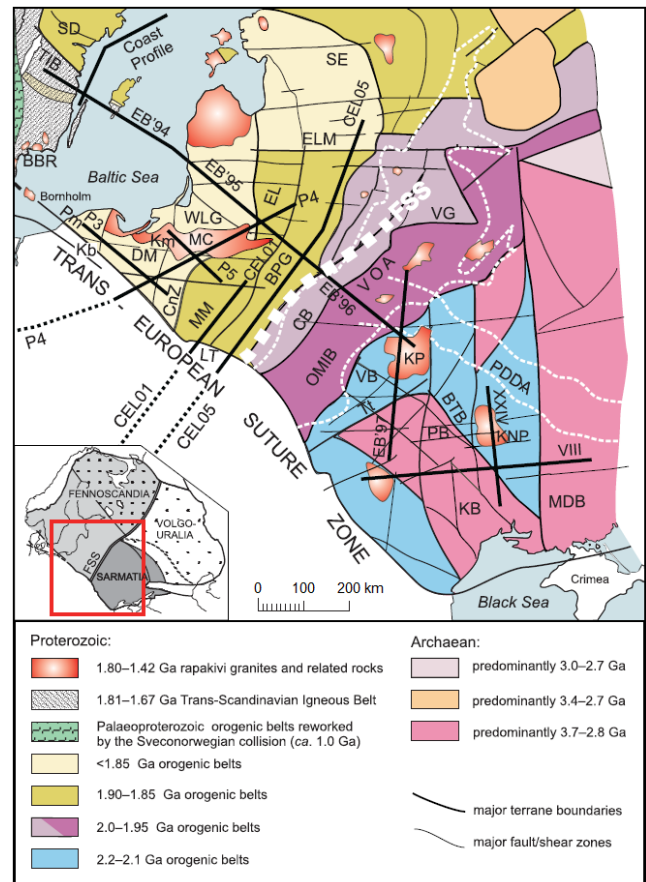 SD
Coast
Profile
TIB
SE
EB'94
CEL05
ELM
BBR
Baltic Sea
EB'95
EL
P4
FSS
Bornholm
WLG
VG
Pm
P3
Km
MC
Kb
DM
P5
CEL01
BPG
VOA
TRANS - EUROPEAN SUTURE ZONE
CnZ
MM
EB'96
CB
P4
LT
OMIB
KP
VB
PDDA
CEL01
CEL05
BTB
XXIV
EB'97
PB
KNP
VIII
KB
MDB
FENNOSCANDIA
VOLGO-
URALIA
FSS
SARMATIA
0 100 200 km
Crimea
Black Sea
Proterozoic:
1.80–1.42 Ga rapakivi granites and related rocks
1.81–1.67 Ga Trans-Scandinavian Igneous Belt
Palaeoproterozoic orogenic belts reworked
by the Sveconorwegian collision (ca. 1.0 Ga)
<1.85 Ga orogenic belts
1.90–1.85 Ga orogenic belts
2.0–1.95 Ga orogenic belts
2.2–2.1 Ga orogenic belts
Archaean:
predominantly 3.0–2.7 Ga
predominantly 3.4–2.7 Ga
predominantly 3.7–2.8 Ga
major terrane boundaries
major fault/shear zones